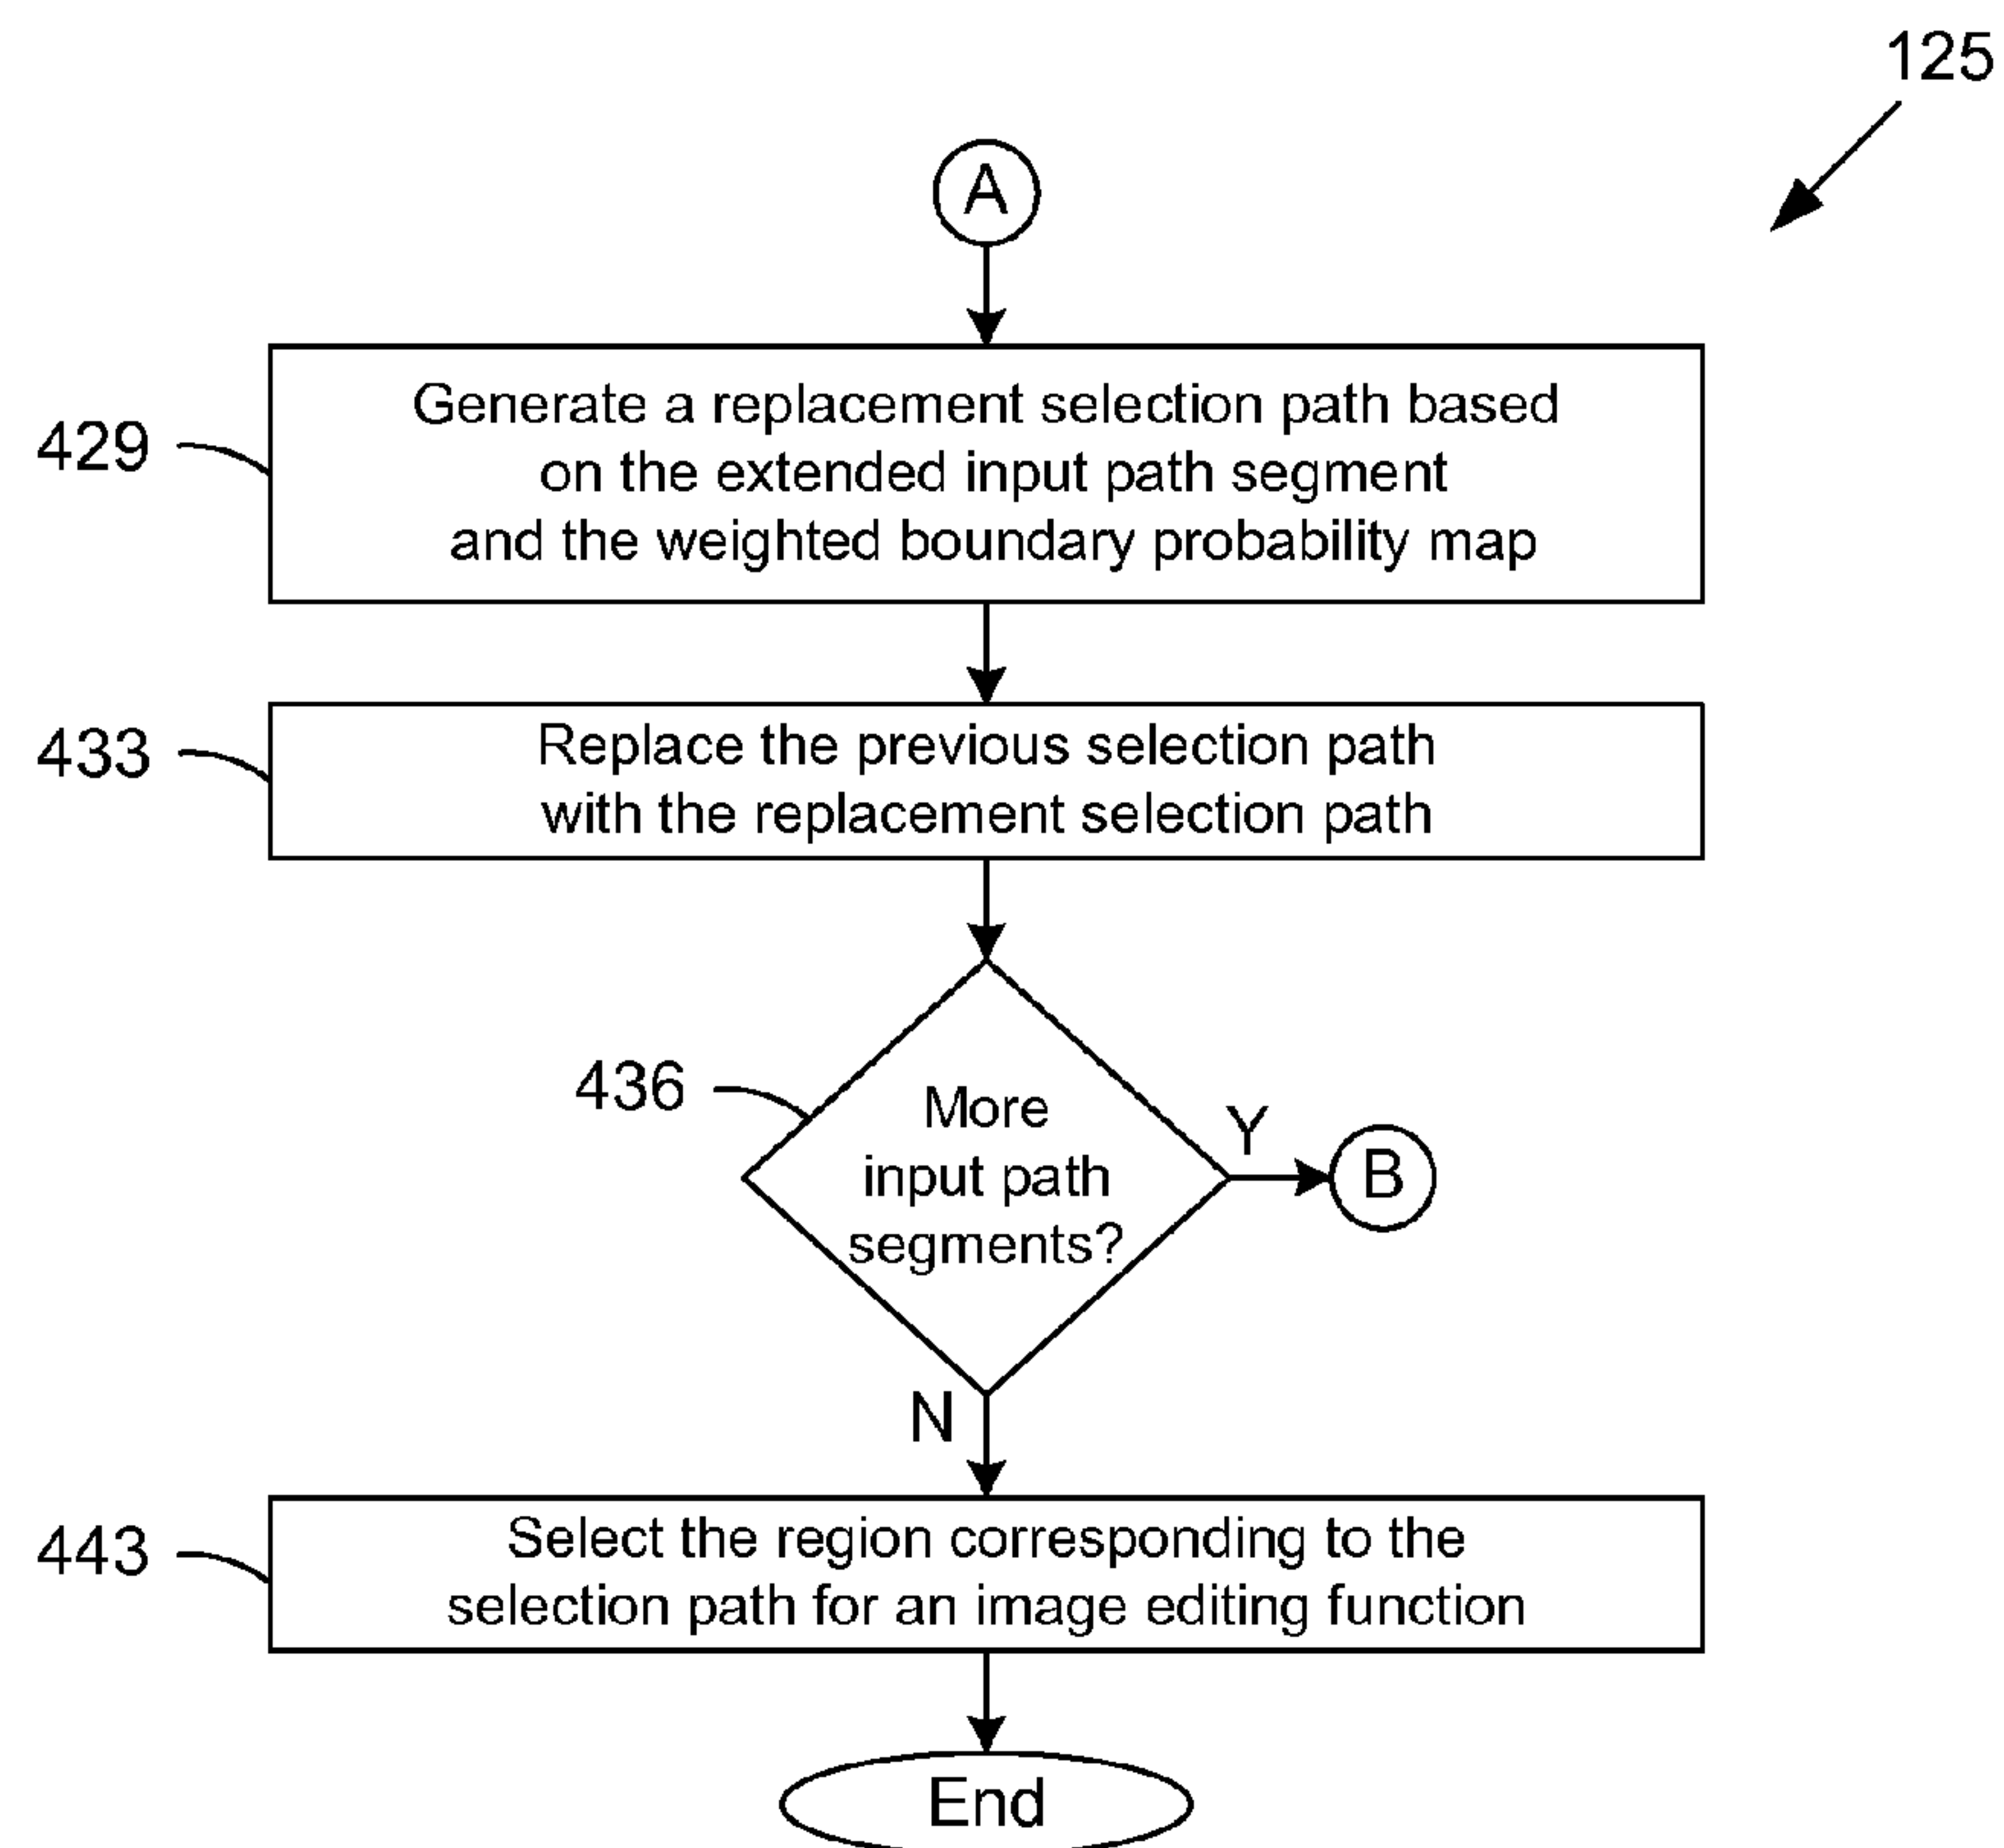 125
A
429
Generate a replacement selection path based
on the extended input path segment
and the weighted boundary probability map
433
Replace the previous selection path
with the replacement selection path
436
More
input path
segments?
Y
B
N
443
Select the region corresponding to the
selection path for an image editing function
End